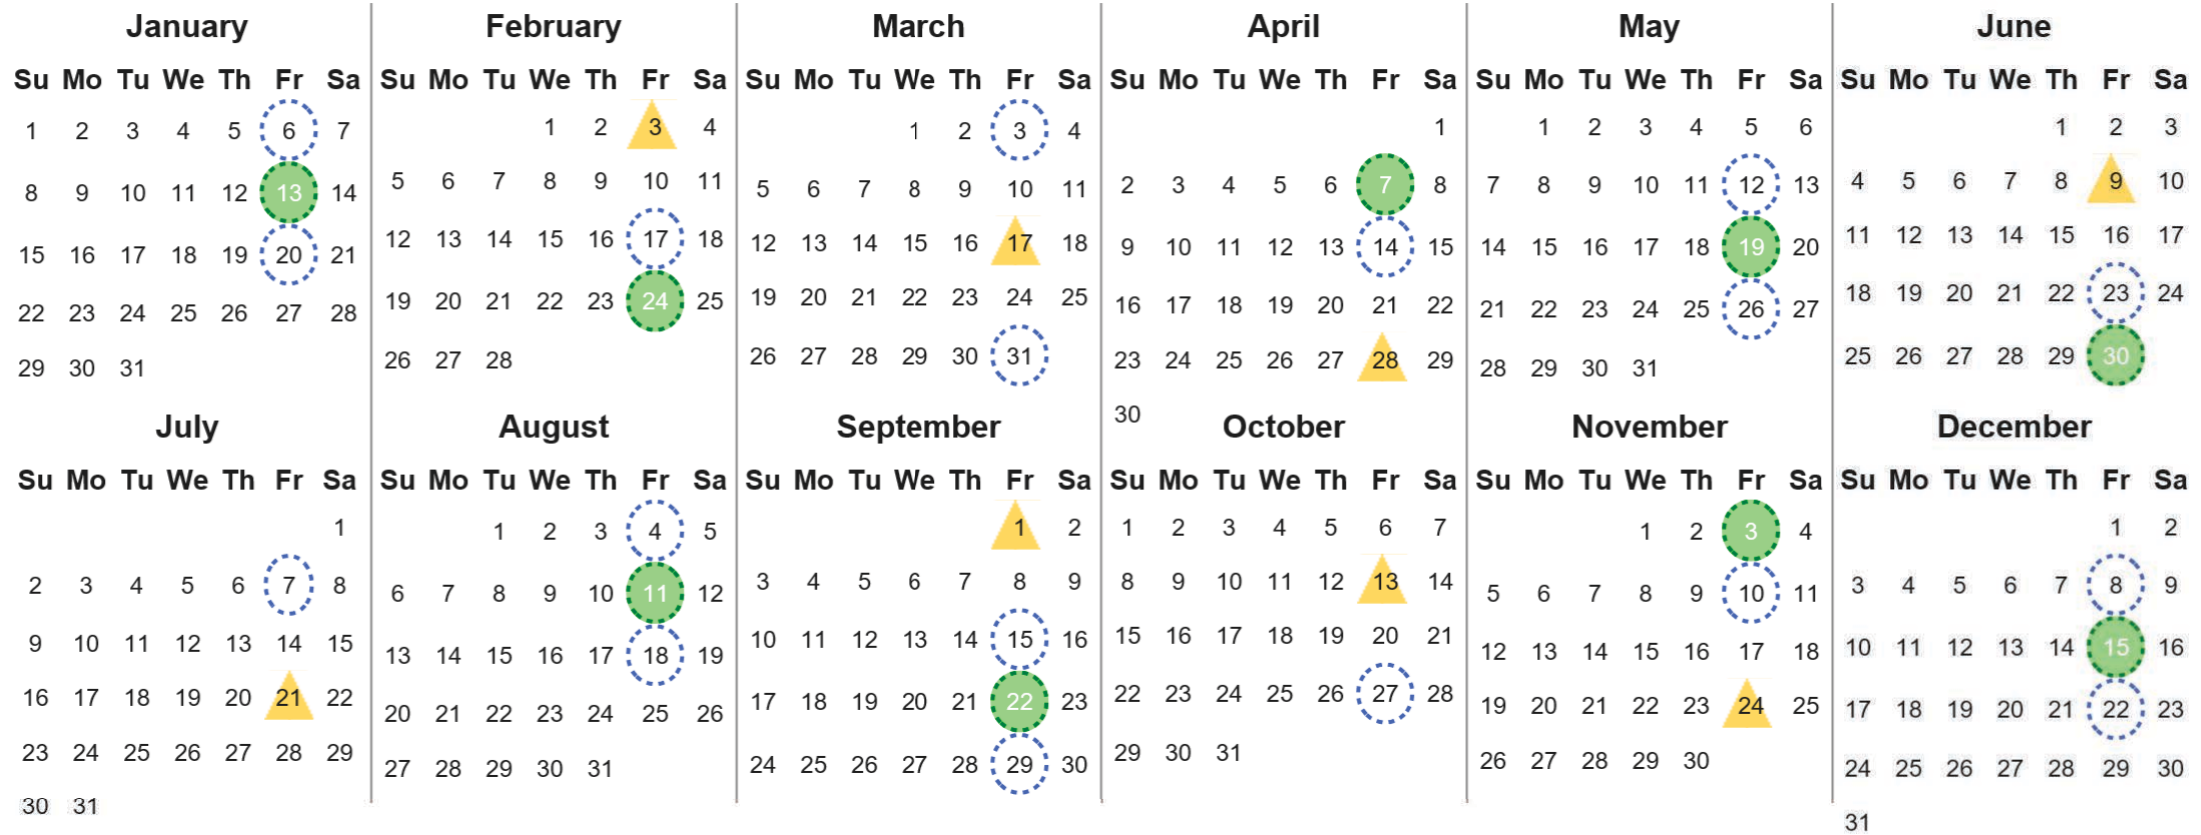 January
Su Mo Tu We Th Fr Sa
1 2 3 4 5 6 7
8 9 10 11 12 13 14
15 16 17 18 19 20 21
22 23 24 25 26 27 28
29 30 31
February
Su Mo Tu We Th Fr Sa
1 2 3 4
5 6 7 8 9 10 11
12 13 14 15 16 17 18
19 20 21 22 23 24 25
26 27 28
March
Su Mo Tu We Th Fr Sa
1 2 3 4
5 6 7 8 9 10 11
12 13 14 15 16 17 18
19 20 21 22 23 24 25
26 27 28 29 30 31
April
Su Mo Tu We Th Fr Sa
1
2 3 4 5 6 7 8
9 10 11 12 13 14 15
16 17 18 19 20 21 22
23 24 25 26 27 28 29
30
May
Su Mo Tu We Th Fr Sa
1 2 3 4 5 6
7 8 9 10 11 12 13
14 15 16 17 18 19 20
21 22 23 24 25 26 27
28 29 30 31
June
Su Mo Tu We Th Fr Sa
1 2 3
4 5 6 7 8 9 10
11 12 13 14 15 16 17
18 19 20 21 22 23 24
25 26 27 28 29 30
July
Su Mo Tu We Th Fr Sa
1
2 3 4 5 6 7 8
9 10 11 12 13 14 15
16 17 18 19 20 21 22
23 24 25 26 27 28 29
30 31
August
Su Mo Tu We Th Fr Sa
1 2 3 4 5
6 7 8 9 10 11 12
13 14 15 16 17 18 19
20 21 22 23 24 25 26
27 28 29 30 31
September
Su Mo Tu We Th Fr Sa
1 2
3 4 5 6 7 8 9
10 11 12 13 14 15 16
17 18 19 20 21 22 23
24 25 26 27 28 29 30
October
Su Mo Tu We Th Fr Sa
1 2 3 4 5 6 7
8 9 10 11 12 13 14
15 16 17 18 19 20 21
22 23 24 25 26 27 28
29 30 31
November
Su Mo Tu We Th Fr Sa
1 2 3 4
5 6 7 8 9 10 11
12 13 14 15 16 17 18
19 20 21 22 23 24 25
26 27 28 29 30
December
Su Mo Tu We Th Fr Sa
1 2
3 4 5 6 7 8 9
10 11 12 13 14 15 16
17 18 19 20 21 22 23
24 25 26 27 28 29 30
31